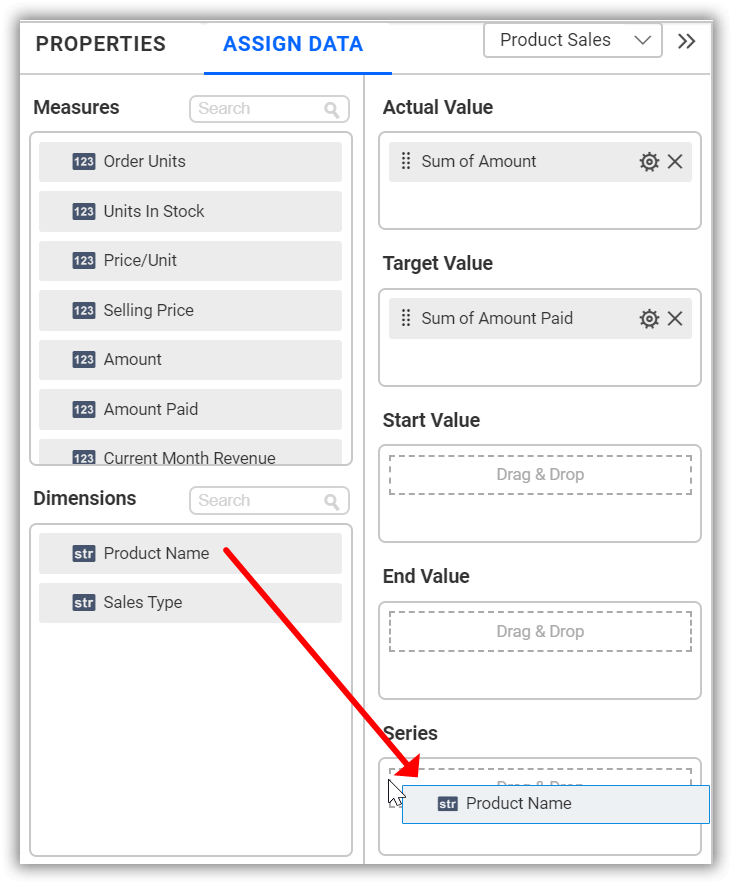 PROPERTIES
ASSIGN DATA
Product Sales
Measures
Search
123 Order Units
123 Units In Stock
123 Price/Unit
123 Selling Price
123 Amount
123 Amount Paid
123 Current Month Revenue
Dimensions
Search
str Product Name
str Sales Type
Actual Value
Sum of Amount
Target Value
Sum of Amount Paid
Start Value
Drag & Drop
End Value
Drag & Drop
Series
Drag & Drop
str Product Name